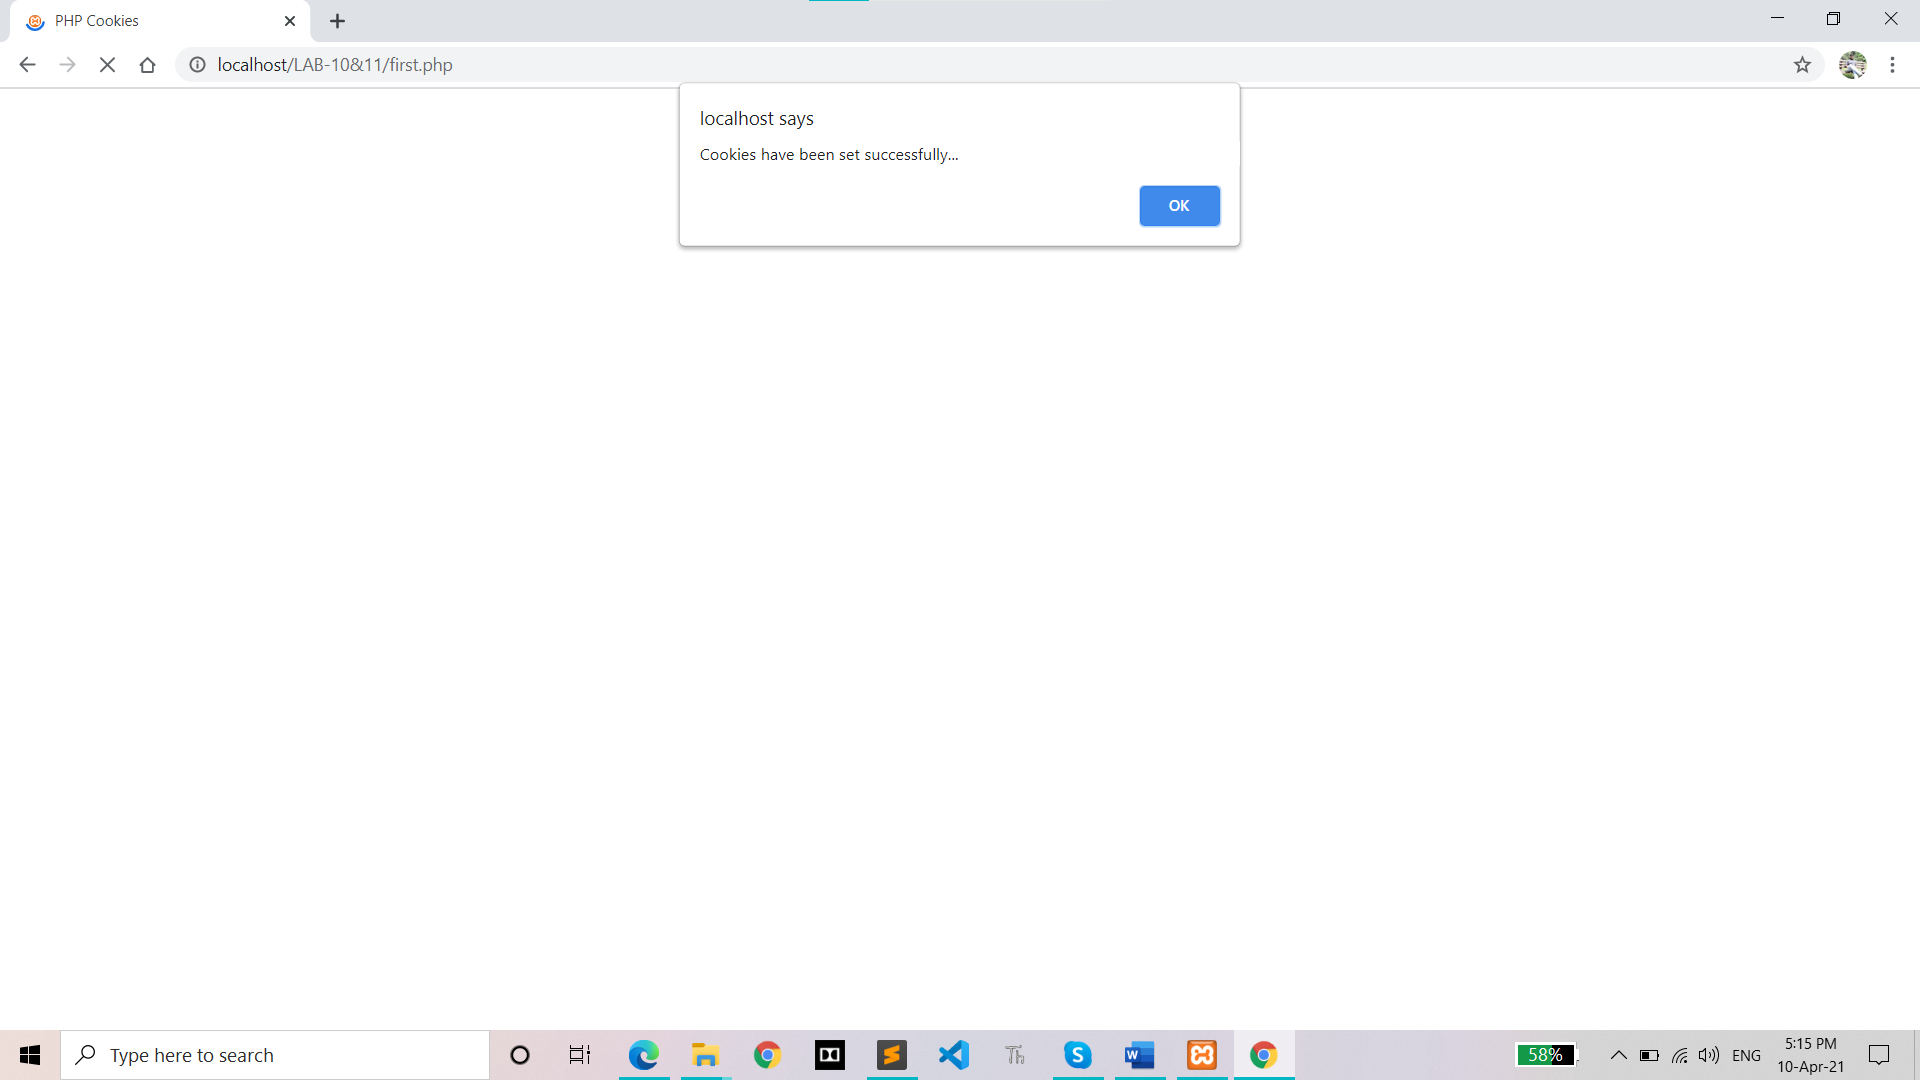 PHP Cookies
localhost/LAB-10&11/first.php
localhost says
Cookies have been set successfully...
OK
Type here to search
Th
S
W
58%
ENG
5:15 PM
10-Apr-21